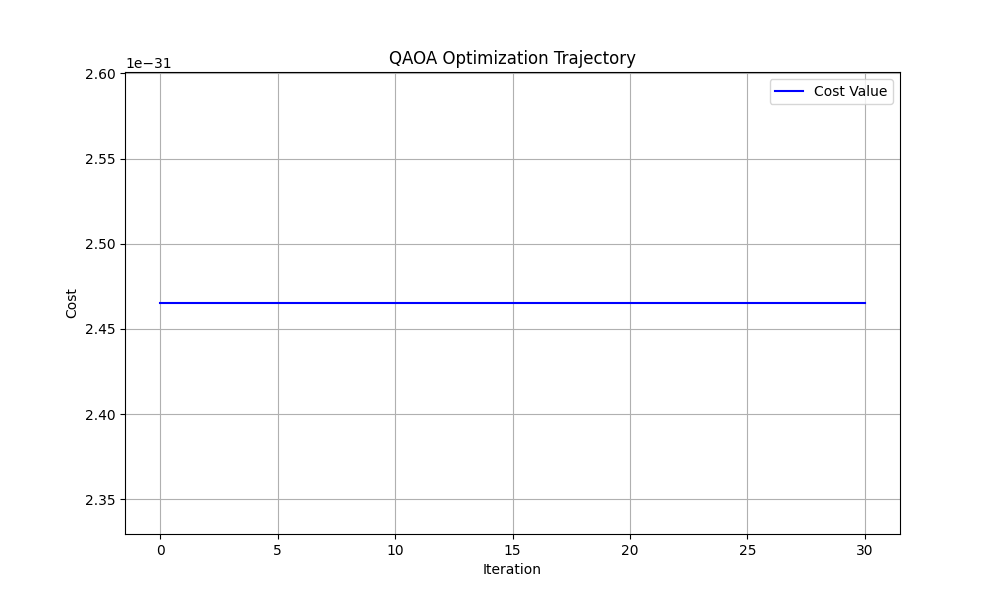 QAOA Optimization Trajectory
1e−31
Cost Value
2.60
2.55
2.50
2.45
2.40
2.35
Cost
0 5 10 15 20 25 30
Iteration